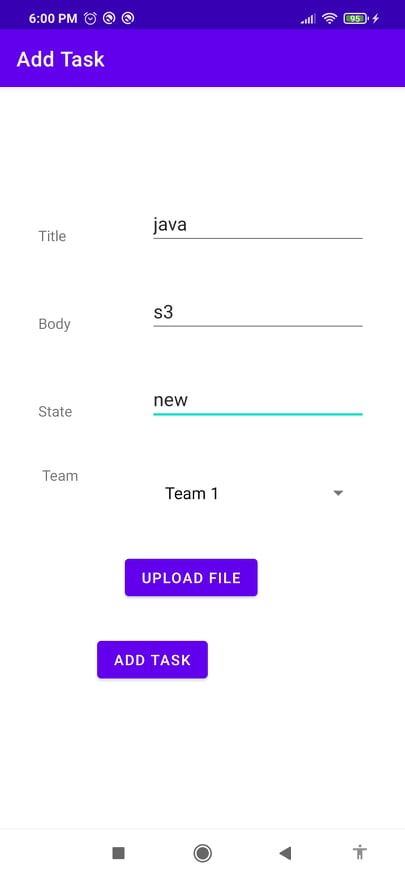 6:00 PM 95
Add Task
Title java
Body s3
State new
Team
Team 1
UPLOAD FILE
ADD TASK